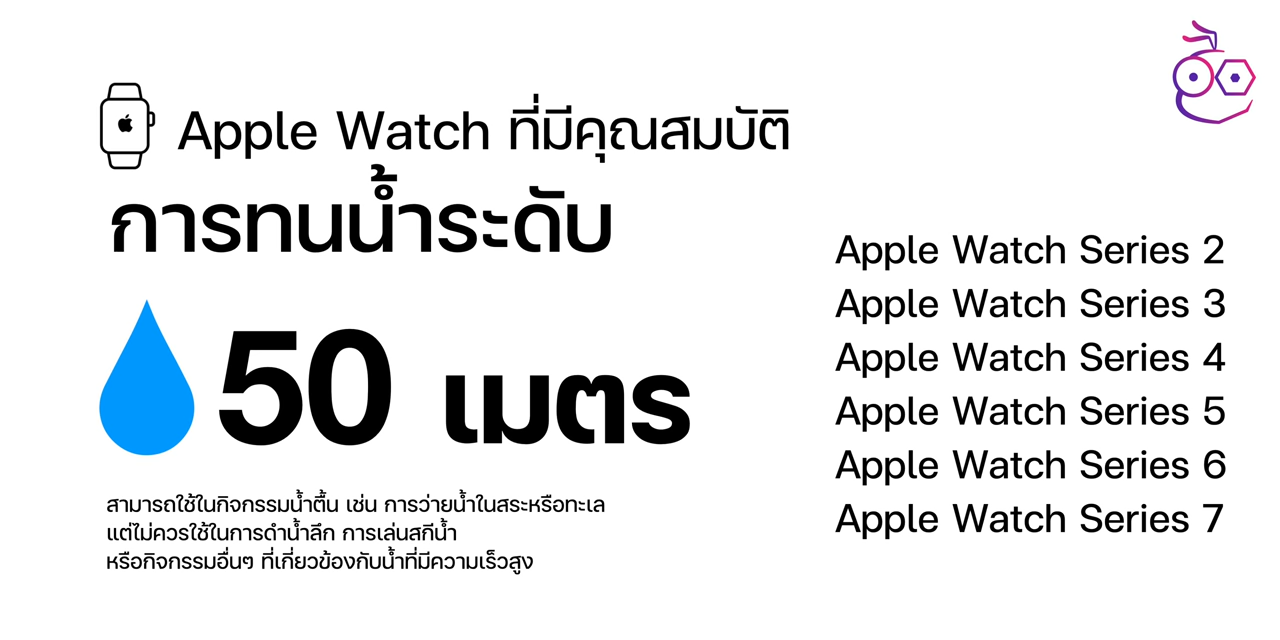 Apple Watch ที่มีคุณสมบัติ
การทนน้ำระดับ
50 เมตร
สามารถใช้ในกิจกรรมน้ำตื้น เช่น การว่ายน้ำในสระหรือทะเล
แต่ไม่ควรใช้ในการดำน้ำลึก การเล่นสกีน้ำ
หรือกิจกรรมอื่นๆ ที่เกี่ยวข้องกับน้ำที่มีความเร็วสูง
Apple Watch Series 2
Apple Watch Series 3
Apple Watch Series 4
Apple Watch Series 5
Apple Watch Series 6
Apple Watch Series 7